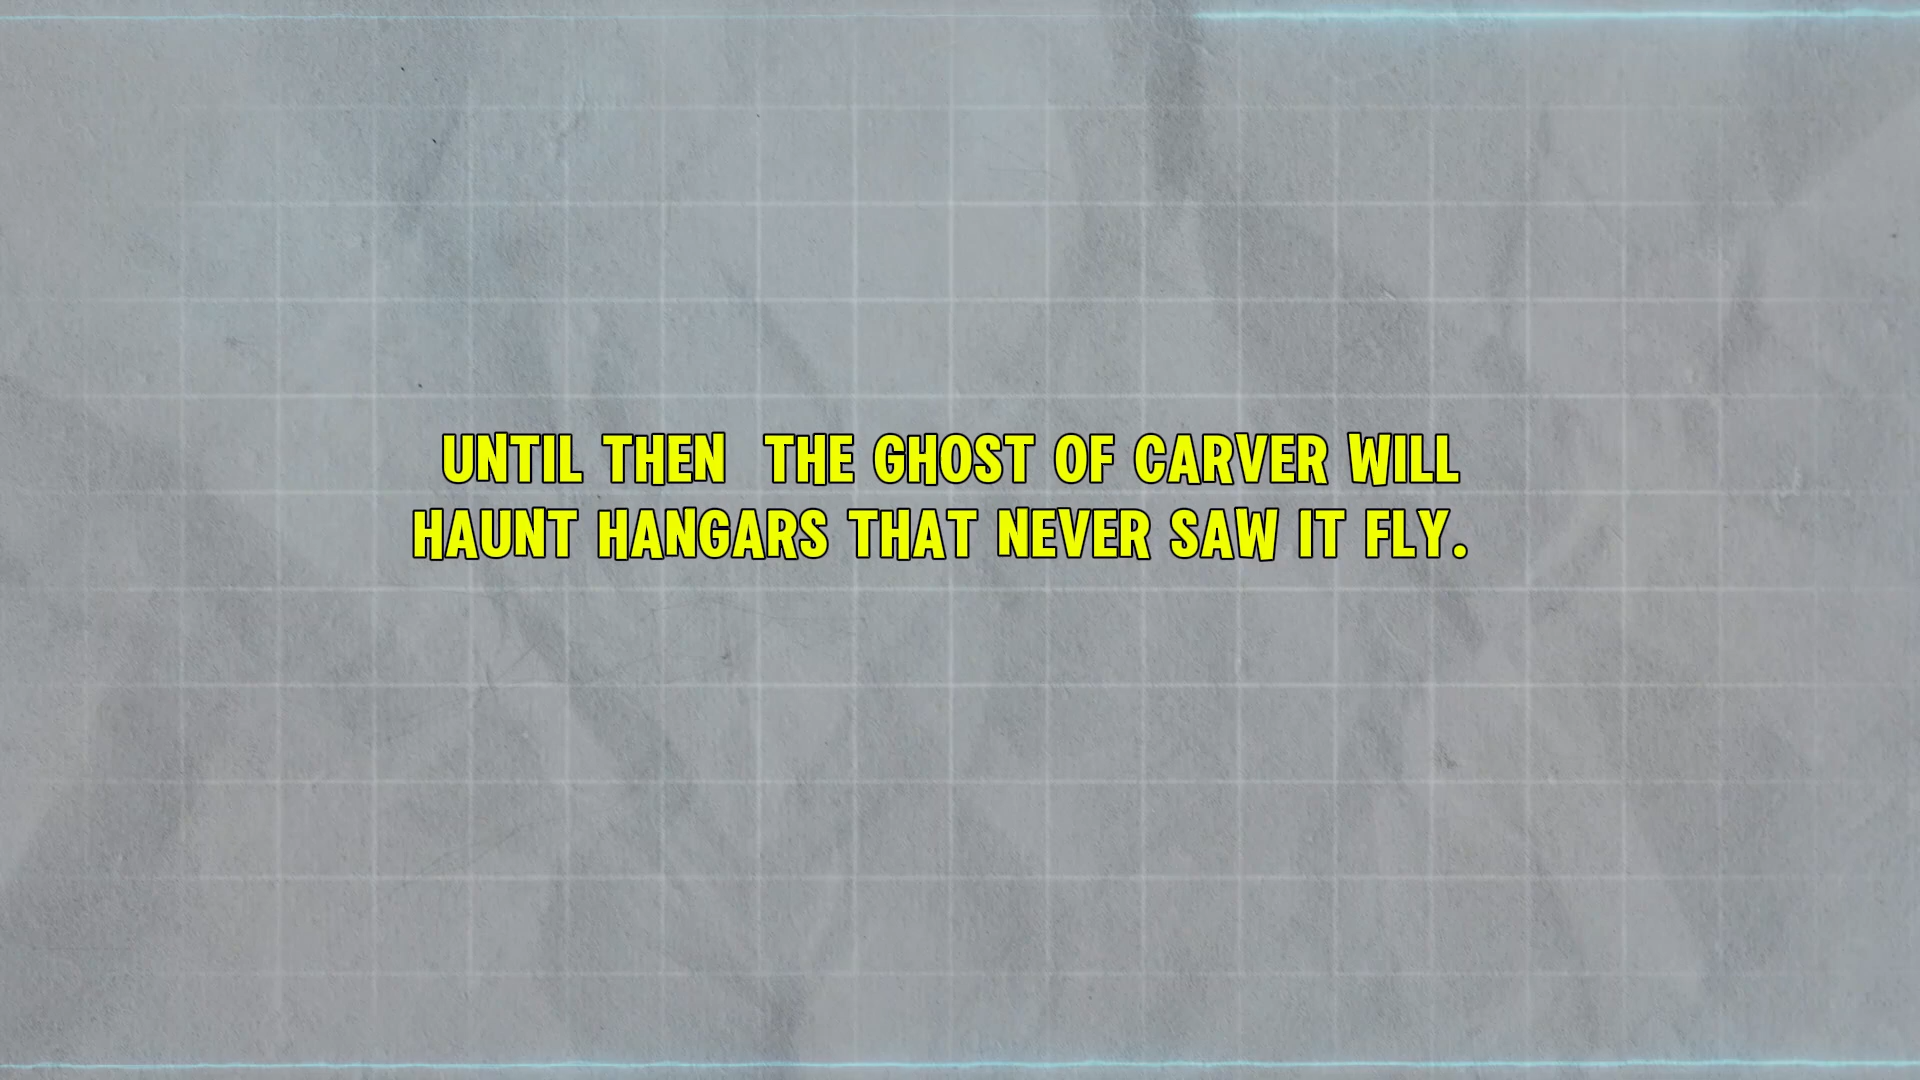 UNTIL THEN  THE GHOST OF CARVER WILL
HAUNT HANGARS THAT NEVER SAW IT FLY.